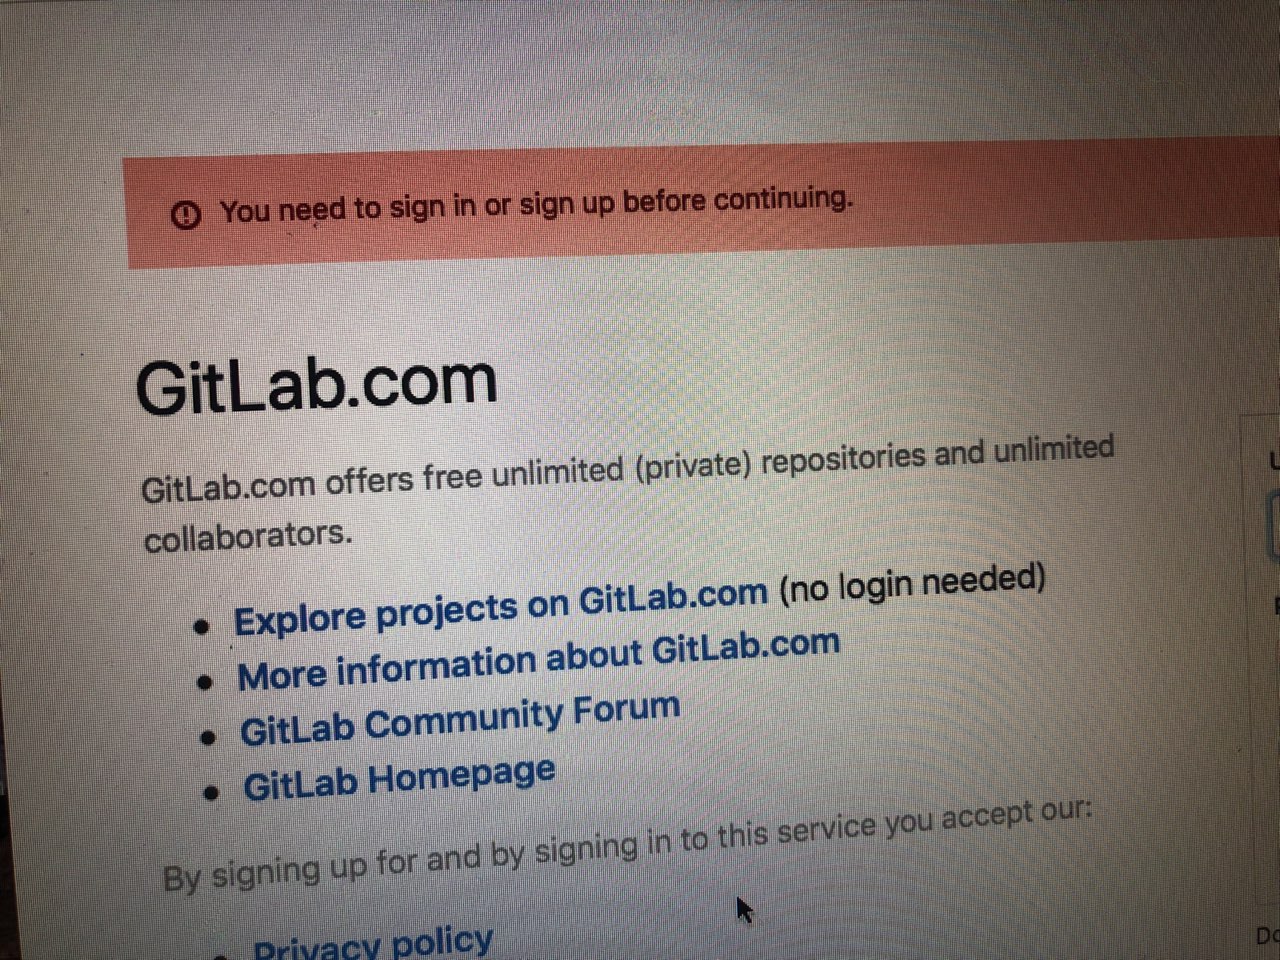 You need to sign in or sign up before continuing.
GitLab.com
GitLab.com offers free unlimited (private) repositories and unlimited
collaborators.
Explore projects on GitLab.com (no login needed)
More information about GitLab.com
GitLab Community Forum
GitLab Homepage
By signing up for and by signing in to this service you accept our:
Privacy policy